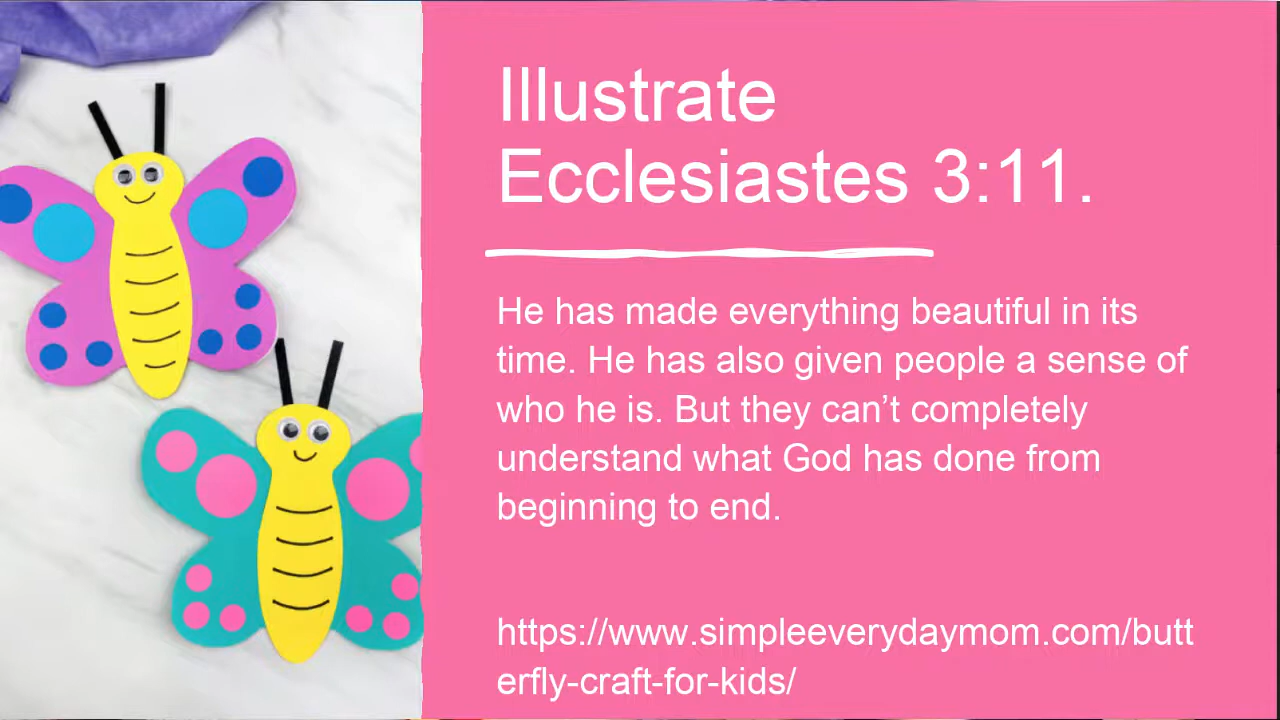 Illustrate
Ecclesiastes 3:11.
He has made everything beautiful in its
time. He has also given people a sense of
who he is. But they can’t completely
understand what God has done from
beginning to end.
https://www.simpleeverydaymom.com/butt
erfly-craft-for-kids/